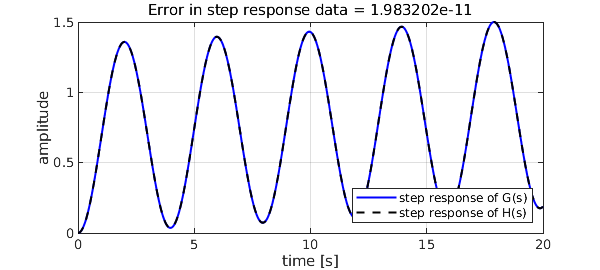 Error in step response data = 1.983202e-11
1.5
1
0.5
0
amplitude
0
5
10
15
20
time [s]
step response of G(s)
step response of H(s)